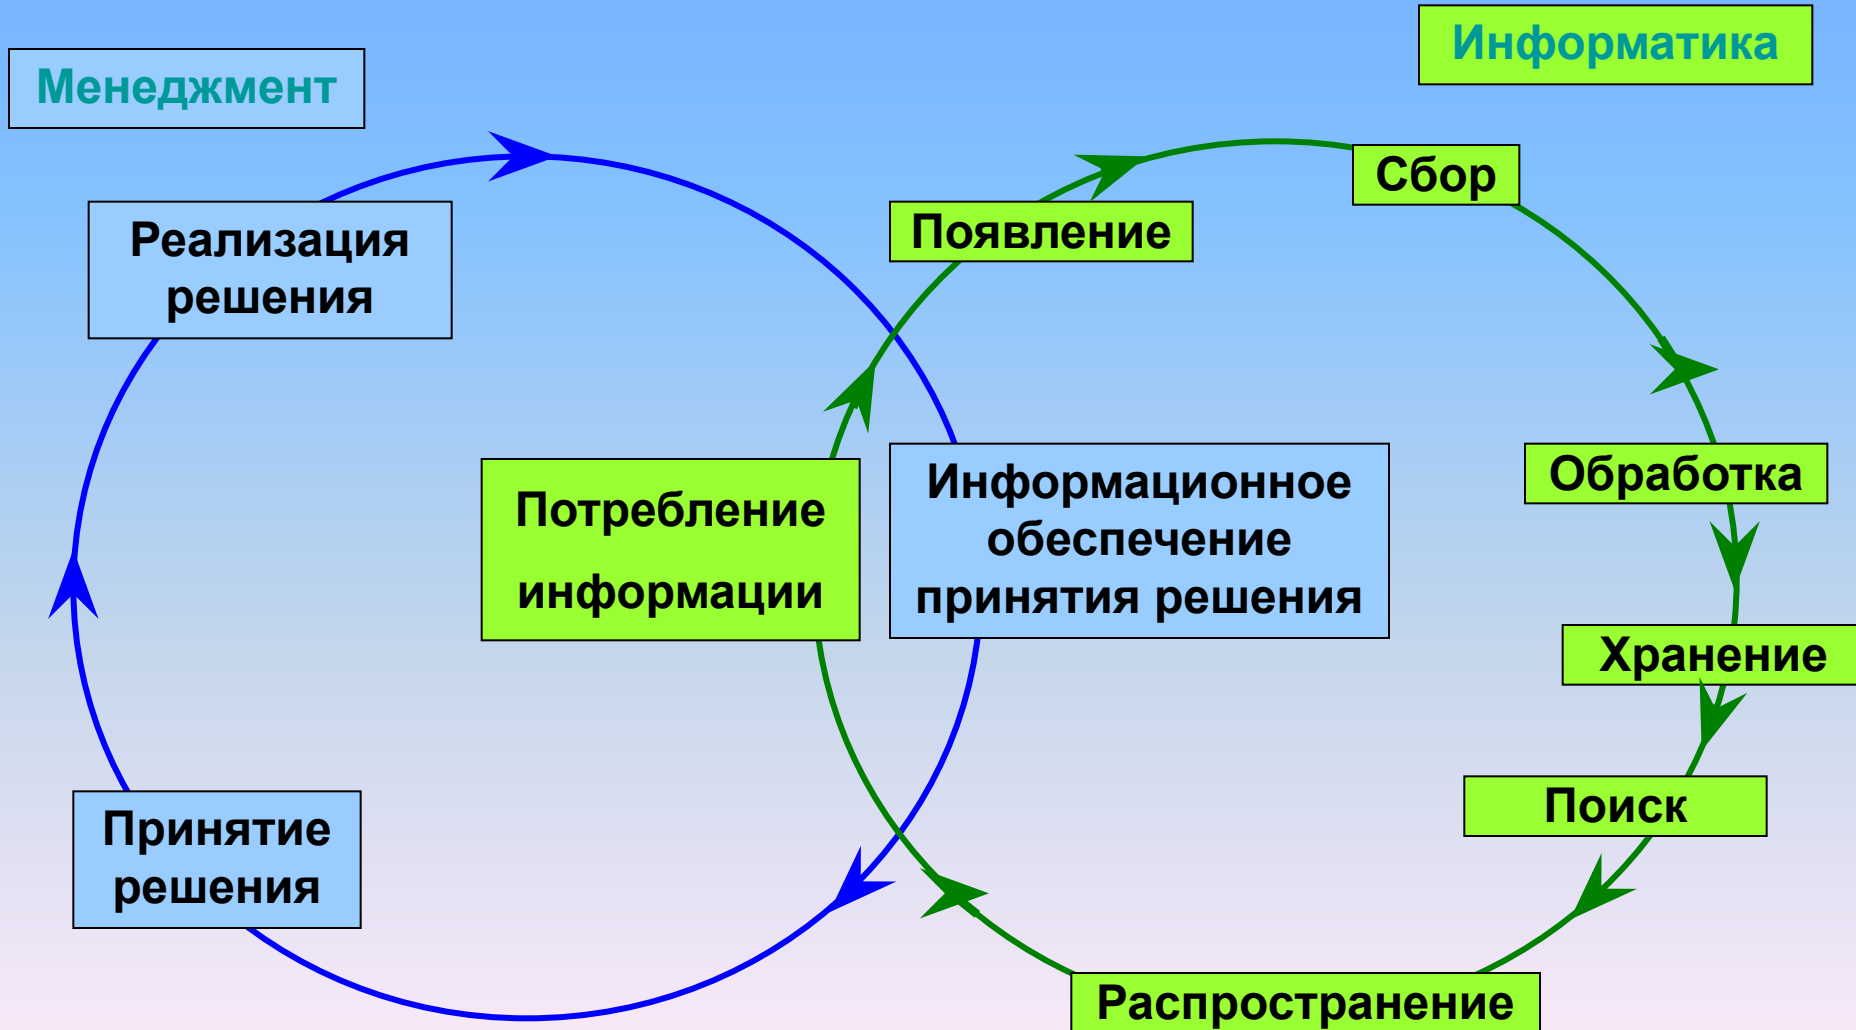 Информатика
Менеджмент
Сбор
Появление
Реализация
решения
Обработка
Информационное
обеспечение
принятия решения
Потребление
информации
Хранение
Поиск
Принятие
решения
Распространение